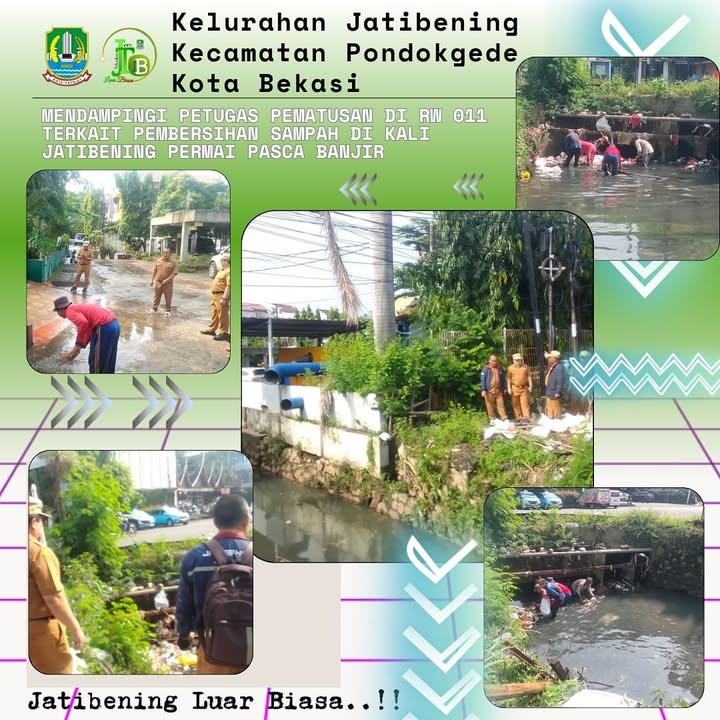 Kelurahan Jatibening
Kecamatan Pondokgede
Kota Bekasi
MENDAMPINGI PETUGAS PEMATUSAN DI RW 011
TERKAIT PEMBERSIHAN SAMPAH DI KALI
JATIBENING PERMAI PASCA BANJIR
Jatibening Luar Biasa..!!